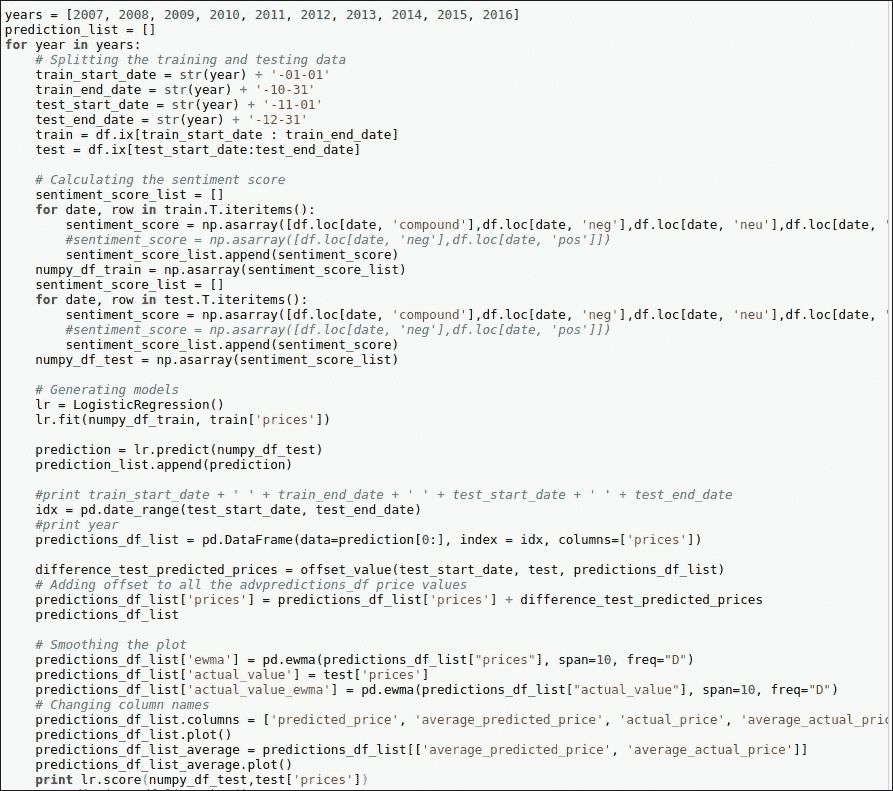 years = [2007, 2008, 2009, 2010, 2011, 2012, 2013, 2014, 2015, 2016]
prediction_list = []
for year in years:
    # Splitting the training and testing data
    train_start_date = str(year) + '-01-01'
    train_end_date = str(year) + '-10-31'
    test_start_date = str(year) + '-11-01'
    test_end_date = str(year) + '-12-31'
    train = df.ix[train_start_date : train_end_date]
    test = df.ix[test_start_date:test_end_date]

    # Calculating the sentiment score
    sentiment_score_list = []
    for date, row in train.T.iteritems():
        sentiment_score = np.asarray([df.loc[date, 'compound'],df.loc[date, 'neg'],df.loc[date, 'neu'],df.loc[date, '
        #sentiment_score = np.asarray([df.loc[date, 'neg'],df.loc[date, 'pos']])
        sentiment_score_list.append(sentiment_score)
    numpy_df_train = np.asarray(sentiment_score_list)
    sentiment_score_list = []
    for date, row in test.T.iteritems():
        sentiment_score = np.asarray([df.loc[date, 'compound'],df.loc[date, 'neg'],df.loc[date, 'neu'],df.loc[date, '
        #sentiment_score = np.asarray([df.loc[date, 'neg'],df.loc[date, 'pos']])
        sentiment_score_list.append(sentiment_score)
    numpy_df_test = np.asarray(sentiment_score_list)

    # Generating models
    lr = LogisticRegression()
    lr.fit(numpy_df_train, train['prices'])

    prediction = lr.predict(numpy_df_test)
    prediction_list.append(prediction)

    #print train_start_date + ' ' + train_end_date + ' ' + test_start_date + ' ' + test_end_date
    idx = pd.date_range(test_start_date, test_end_date)
    #print year
    predictions_df_list = pd.DataFrame(data=prediction[0:], index = idx, columns=['prices'])

    difference_test_predicted_prices = offset_value(test_start_date, test, predictions_df_list)
    # Adding offset to all the advpredictions_df price values
    predictions_df_list['prices'] = predictions_df_list['prices'] + difference_test_predicted_prices
    predictions_df_list

    # Smoothing the plot
    predictions_df_list['ewma'] = pd.ewma(predictions_df_list["prices"], span=10, freq="D")
    predictions_df_list['actual_value'] = test['prices']
    predictions_df_list['actual_value_ewma'] = pd.ewma(predictions_df_list["actual_value"], span=10, freq="D")
    # Changing column names
    predictions_df_list.columns = ['predicted_price', 'average_predicted_price', 'actual_price', 'average_actual_pric
    predictions_df_list.plot()
    predictions_df_list_average = predictions_df_list[['average_predicted_price', 'average_actual_price']]
    predictions_df_list_average.plot()
    print lr.score(numpy_df_test,test['prices'])